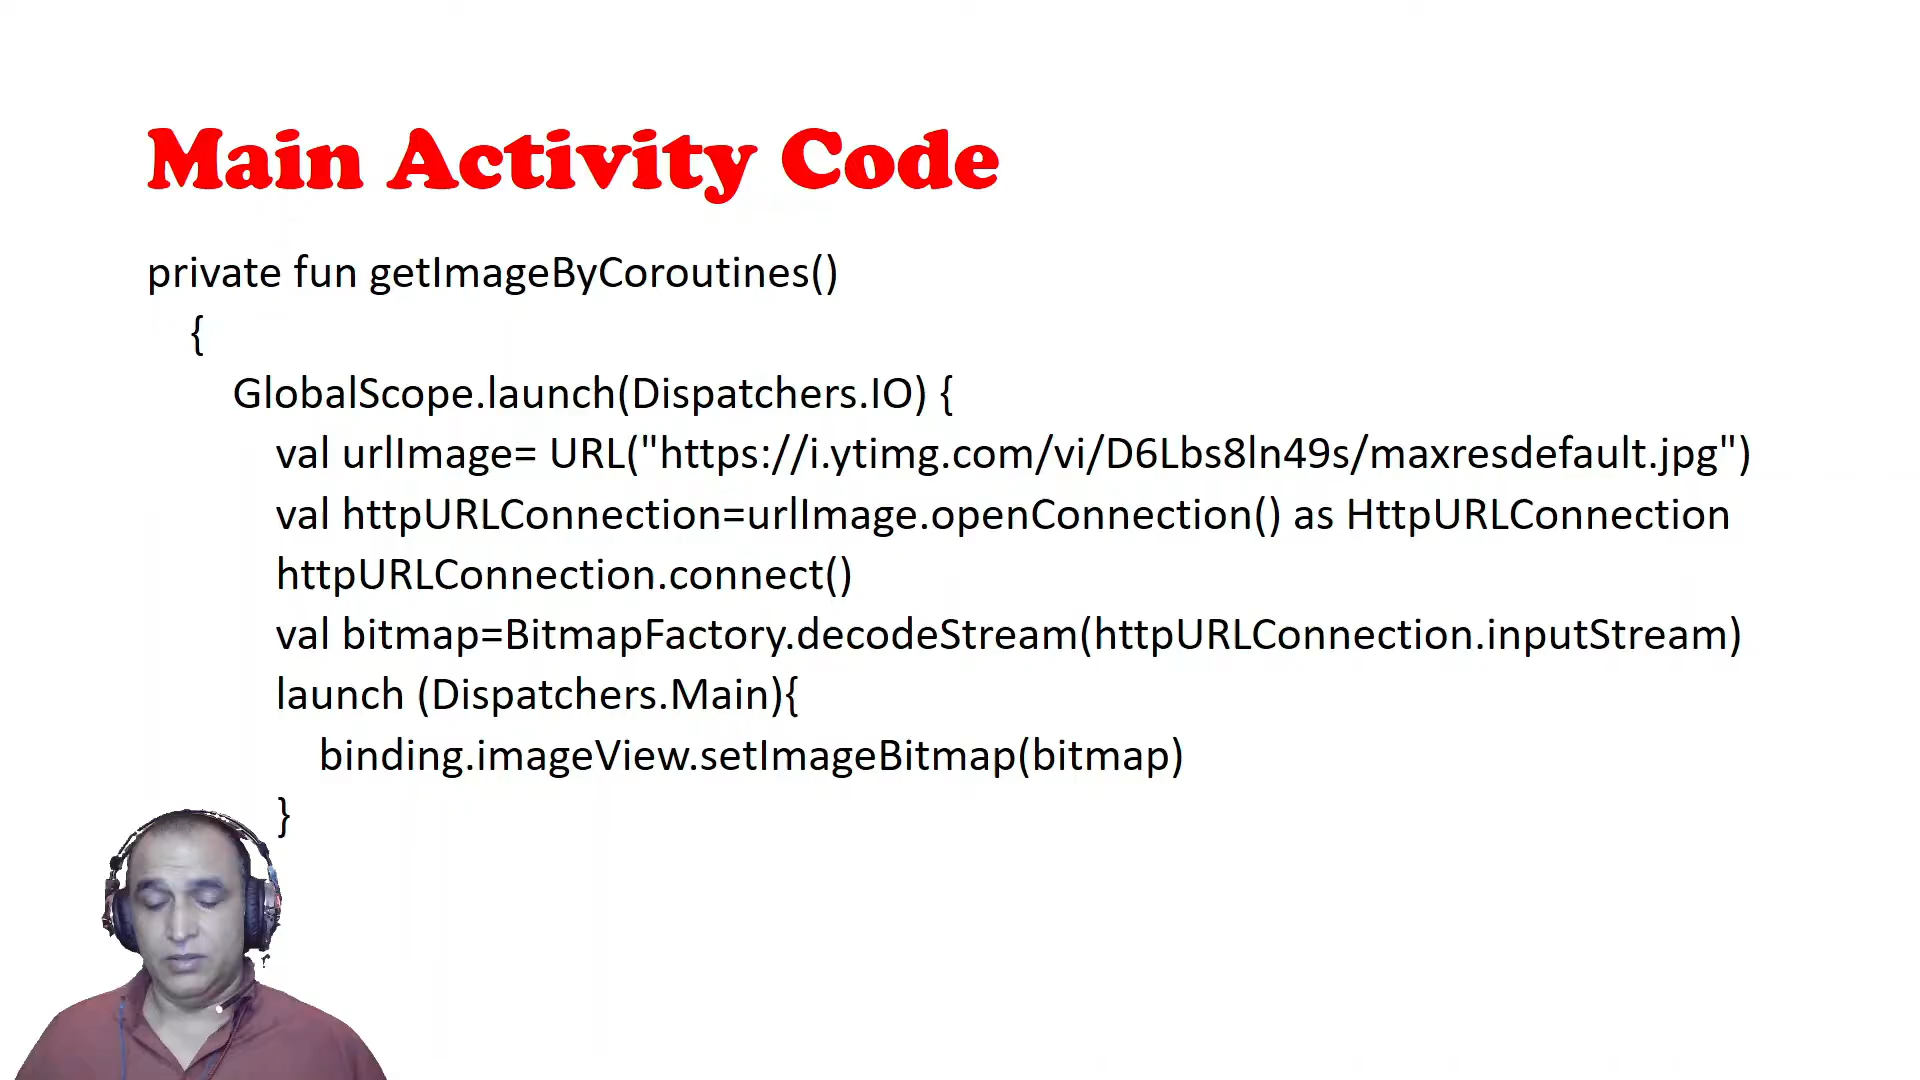 Main Activity Code
private fun getImageByCoroutines()
{
GlobalScope.launch(Dispatchers.IO) {
val urlImage= URL("https://i.ytimg.com/vi/D6Lbs8ln49s/maxresdefault.jpg")
val httpURLConnection=urlImage.openConnection() as HttpURLConnection
httpURLConnection.connect()
val bitmap=BitmapFactory.decodeStream(httpURLConnection.inputStream)
launch (Dispatchers.Main){
binding.imageView.setImageBitmap(bitmap)
}